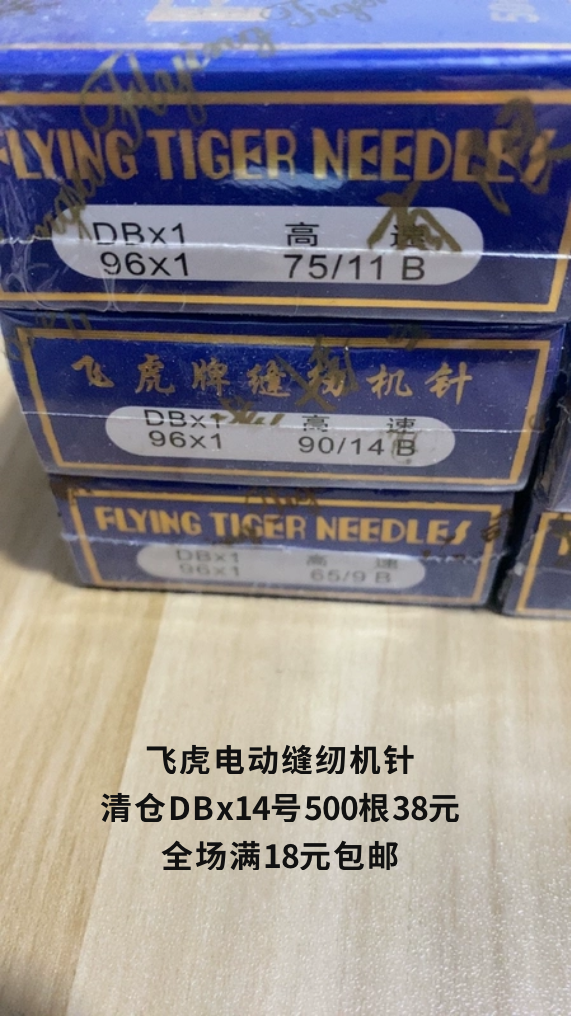 FLYING TIGER NEEDLES
DBx1 高 速
96x1 75/11 B
飞虎牌缝纫机针
DBx1 高 速
96x1 90/14 B
FLYING TIGER NEEDLES
DBx1 高 速
96x1 65/9 B
飞虎电动缝纫机针
清仓DBx14号500根38元
全场满18元包邮